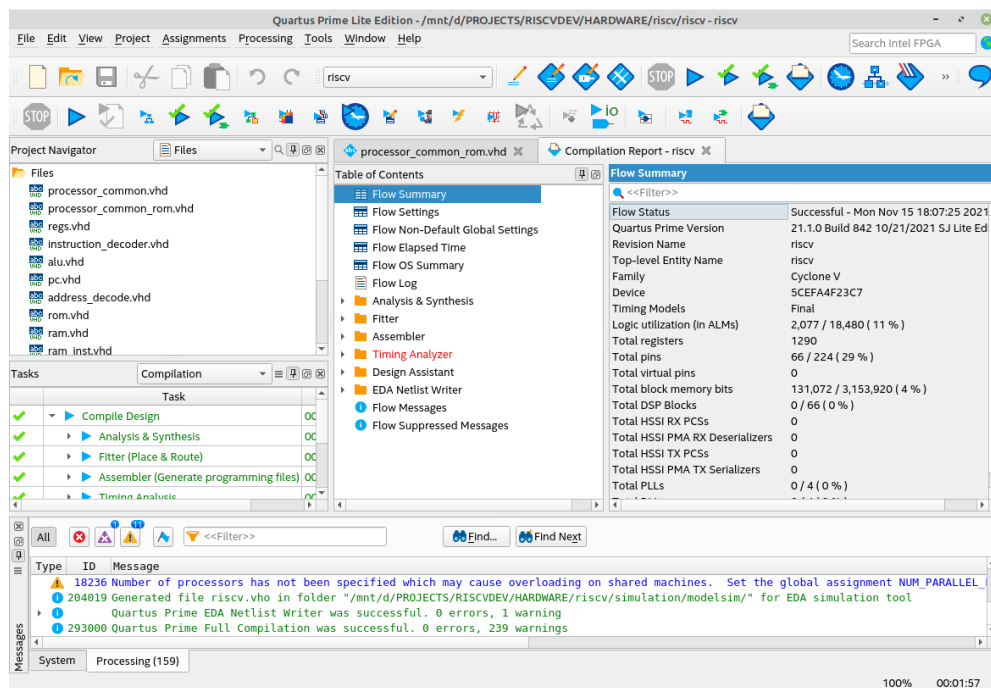 Quartus Prime Lite Edition - /mnt/d/PROJECTS/RISCVDEV/HARDWARE/riscv/riscv - riscv
File Edit View Project Assignments Processing Tools Window Help
Search Intel FPGA
STOP
riscv
STOP
»
STOP
io
Project Navigator
Files
Files
processor_common.vhd
processor_common_rom.vhd
regs.vhd
instruction_decoder.vhd
alu.vhd
pc.vhd
address_decode.vhd
rom.vhd
ram.vhd
ram_inst.vhd
Tasks
Compilation
Task
Compile Design
Analysis & Synthesis
Fitter (Place & Route)
Assembler (Generate programming files)
Timing Analysis
processor_common_rom.vhd
Compilation Report - riscv
Table of Contents
Flow Summary
Flow Settings
Flow Non-Default Global Settings
Flow Elapsed Time
Flow OS Summary
Flow Log
Analysis & Synthesis
Fitter
Assembler
Timing Analyzer
Design Assistant
EDA Netlist Writer
Flow Messages
Flow Suppressed Messages
Flow Summary
<<Filter>>
Flow Status Successful - Mon Nov 15 18:07:25 2021
Quartus Prime Version 21.1.0 Build 842 10/21/2021 SJ Lite Ed
Revision Name riscv
Top-level Entity Name riscv
Family Cyclone V
Device 5CEFA4F23C7
Timing Models Final
Logic utilization (in ALMs) 2,077 / 18,480 ( 11 % )
Total registers 1290
Total pins 66 / 224 ( 29 % )
Total virtual pins 0
Total block memory bits 131,072 / 3,153,920 ( 4 % )
Total DSP Blocks 0 / 66 ( 0 % )
Total HSSI RX PCSs 0
Total HSSI PMA RX Deserializers 0
Total HSSI TX PCSs 0
Total HSSI PMA TX Serializers 0
Total PLLs 0 / 4 ( 0 % )
All
1
11
<<Filter>>
Find...
Find Next
Type ID Message
18236 Number of processors has not been specified which may cause overloading on shared machines. Set the global assignment NUM_PARALLEL_
204019 Generated file riscv.vho in folder "/mnt/d/PROJECTS/RISCVDEV/HARDWARE/riscv/simulation/modelsim/" for EDA simulation tool
Quartus Prime EDA Netlist Writer was successful. 0 errors, 1 warning
293000 Quartus Prime Full Compilation was successful. 0 errors, 239 warnings
Messages
System
Processing (159)
100% 00:01:57